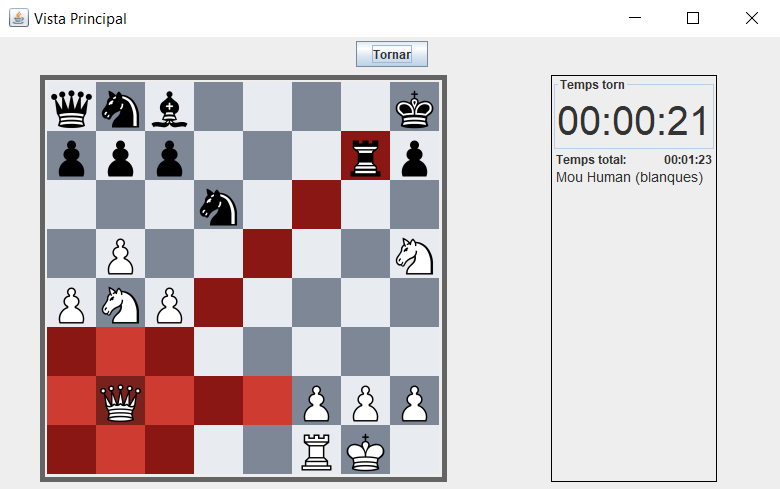 Vista Principal
Tornar
Temps torn
00:00:21
Temps total: 00:01:23
Mou Human (blanques)